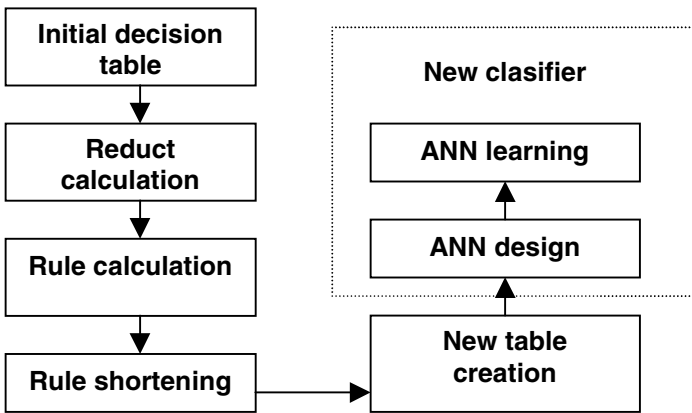 Initial decision
table
Reduct
calculation
Rule calculation
Rule shortening
New clasifier
ANN learning
ANN design
New table
creation